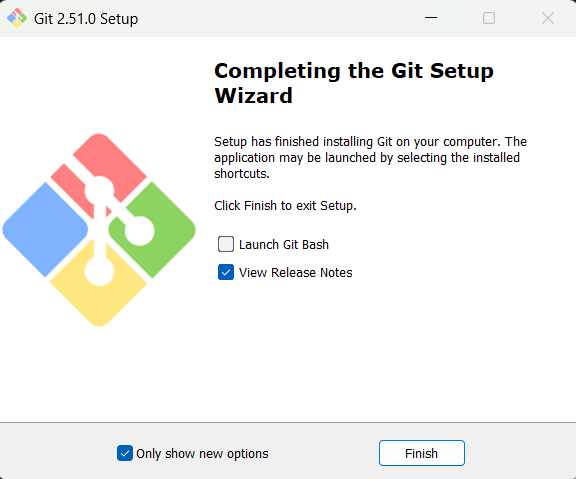 Git 2.51.0 Setup
Completing the Git Setup
Wizard
Setup has finished installing Git on your computer. The
application may be launched by selecting the installed
shortcuts.
Click Finish to exit Setup.
Launch Git Bash
View Release Notes
Only show new options
Finish